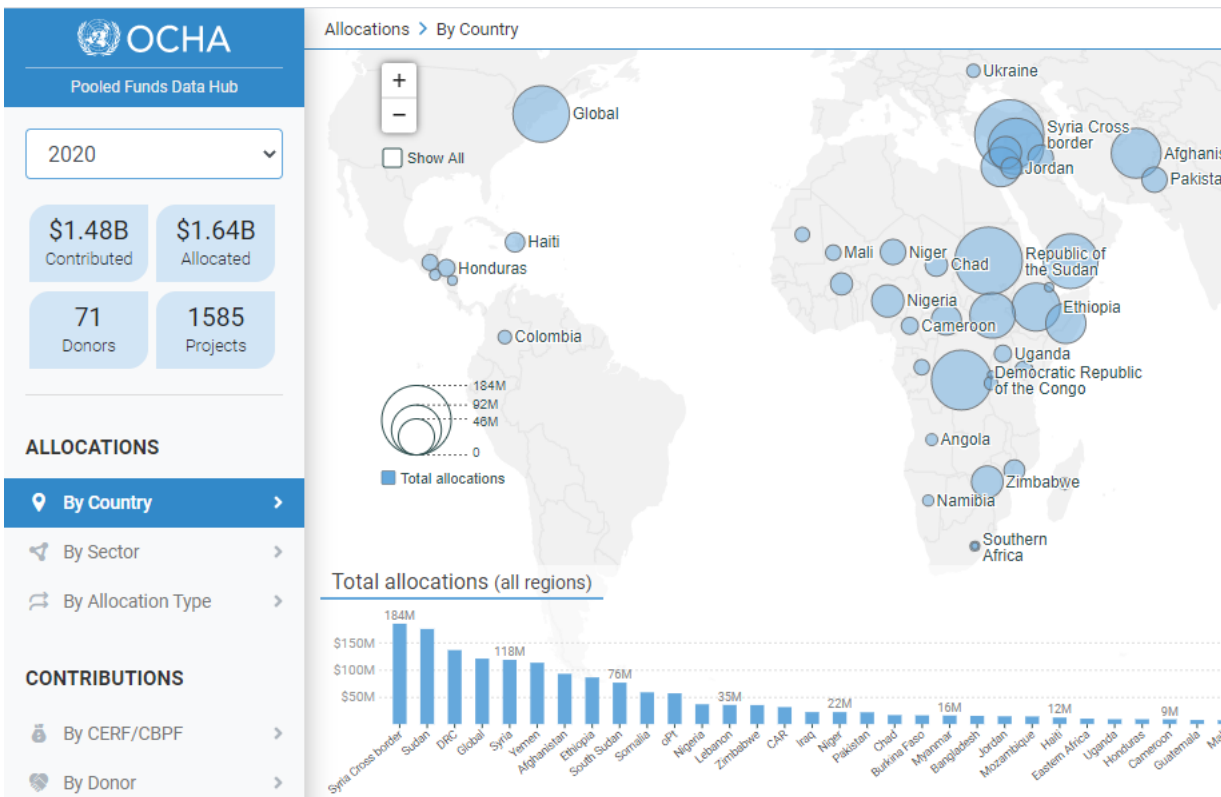 OCHA
Pooled Funds Data Hub
2020
$1.48B
Contributed
$1.64B
Allocated
71
Donors
1585
Projects
ALLOCATIONS
By Country
By Sector
By Allocation Type
CONTRIBUTIONS
By CERF/CBPF
By Donor
Allocations > By Country
+
−
Show All
Global
Haiti
Honduras
Colombia
184M
92M
46M
0
Total allocations
Ukraine
Syria Cross
border
Jordan
Afghanis
Pakista
Mali
Niger
Chad
Republic of
the Sudan
Nigeria
Cameroon
Ethiopia
Uganda
Democratic Republic
of the Congo
Angola
Zimbabwe
Namibia
Southern
Africa
Total allocations (all regions)
$150M
$100M
$50M
184M
118M
76M
35M
22M
16M
12M
9M
Syria Cross border
Sudan
DRC
Global
Syria
Yemen
Afghanistan
Ethiopia
South Sudan
Somalia
oPt
Nigeria
Lebanon
Zimbabwe
CAR
Iraq
Niger
Pakistan
Chad
Burkina Faso
Myanmar
Bangladesh
Jordan
Mozambique
Haiti
Eastern Africa
Uganda
Honduras
Cameroon
Guatemala